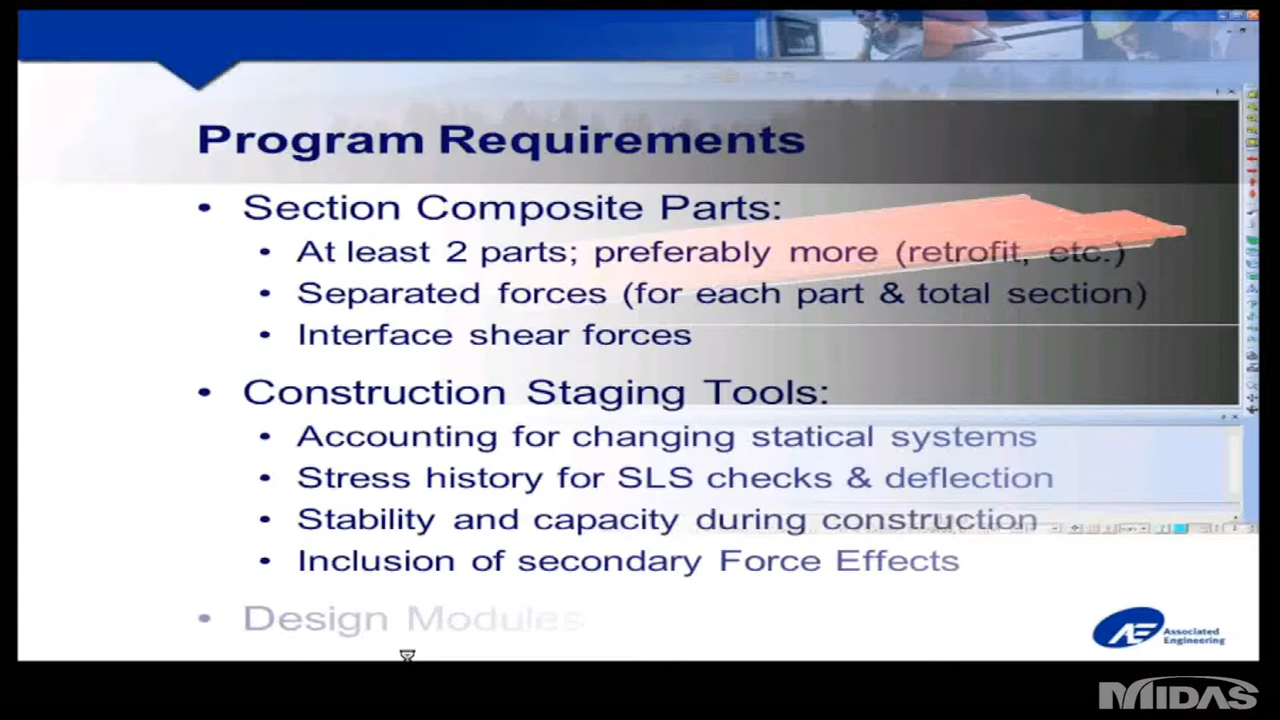 Program Requirements
• Section Composite Parts:
• At least 2 parts; preferably more (retrofit, etc.)
• Separated forces (for each part & total section)
• Interface shear forces
• Construction Staging Tools:
• Accounting for changing statical systems
• Stress history for SLS checks & deflection
• Stability and capacity during construction
• Inclusion of secondary Force Effects
• Design Modules
AE Associated
Engineering
MIDAS